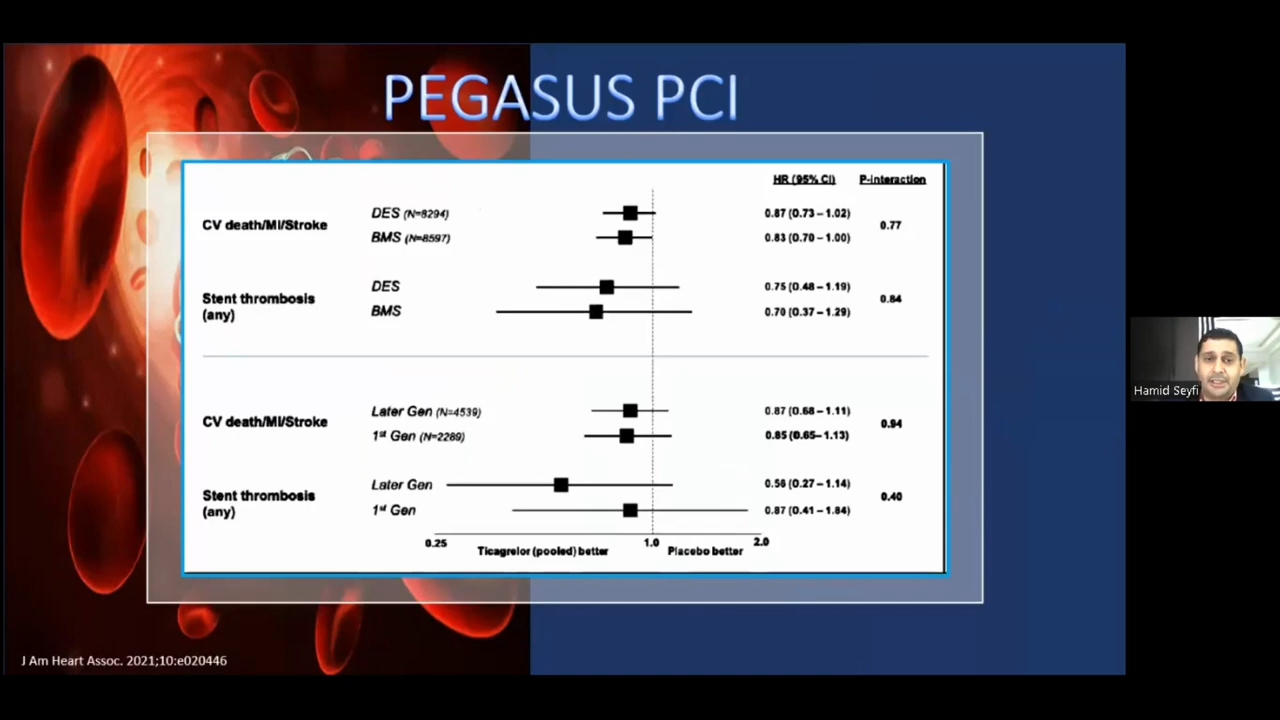 PEGASUS PCI
HR (95% CI) P-interaction
CV death/MI/Stroke
DES (N=8294) 0.87 (0.73 – 1.02)
BMS (N=8597) 0.83 (0.70 – 1.00)
0.77
Stent thrombosis
(any)
DES 0.75 (0.48 – 1.19)
BMS 0.70 (0.37 – 1.29)
0.84
CV death/MI/Stroke
Later Gen (N=4539) 0.87 (0.68 – 1.11)
1st Gen (N=2289) 0.85 (0.65– 1.13)
0.94
Stent thrombosis
(any)
Later Gen 0.56 (0.27 – 1.14)
1st Gen 0.87 (0.41 – 1.84)
0.40
0.25 1.0 2.0
Ticagrelor (pooled) better Placebo better
J Am Heart Assoc. 2021;10:e020446
Hamid Seyfi